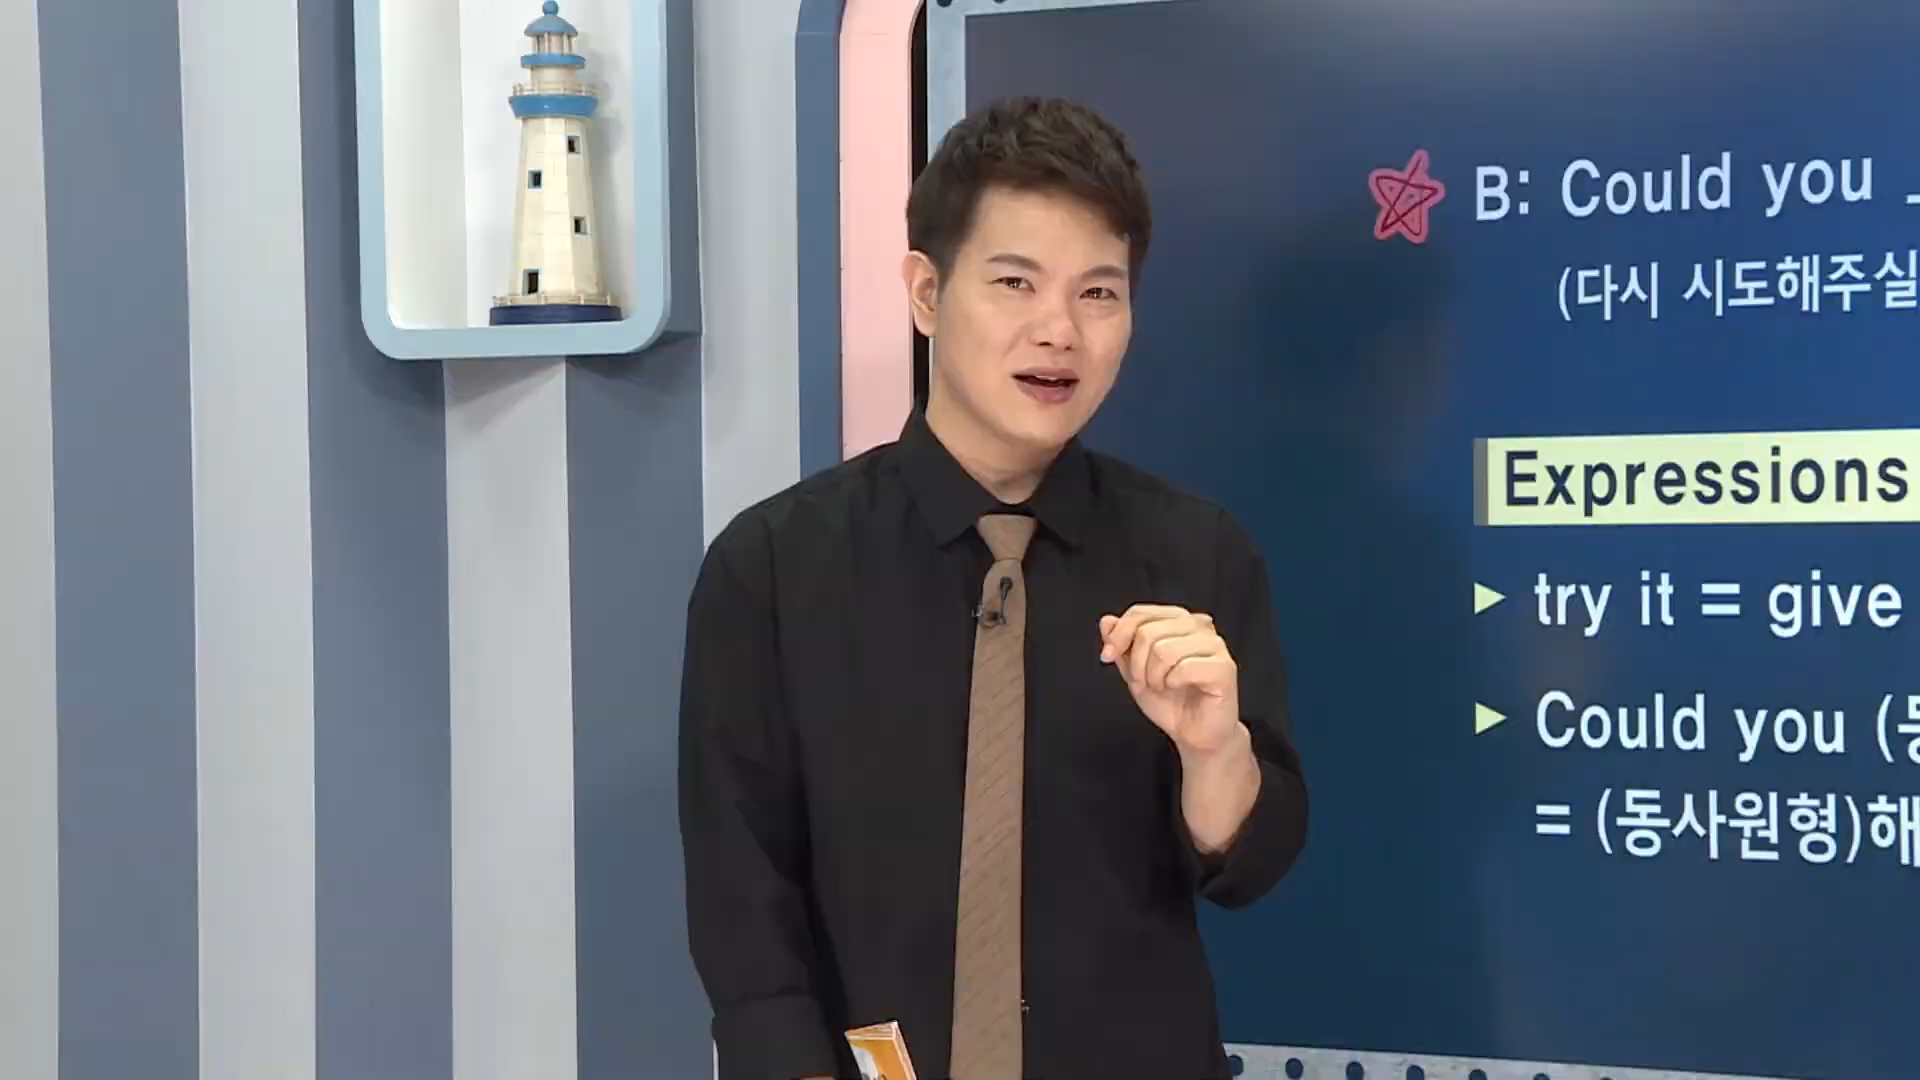 B: Could you
(다시 시도해주실
Expressions
▶ try it = give
▶ Could you (
= (동사원형)해